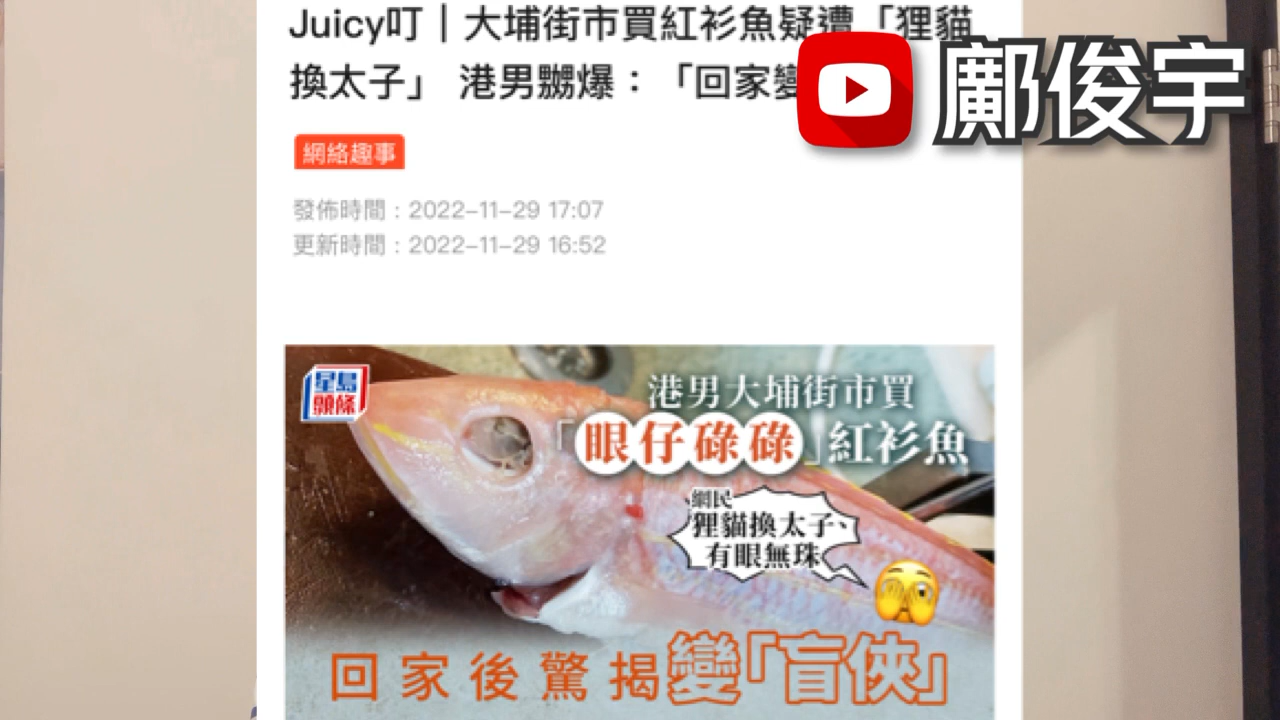 Juicy叮｜大埔街市買紅衫魚疑遭「狸貓
換太子」 港男嬲爆：「回家變
鄺俊宇
網絡趣事
發佈時間：2022-11-29 17:07
更新時間：2022-11-29 16:52
星島
頭條
港男大埔街市買
「眼仔碌碌」紅衫魚
網民
狸貓換太子、
有眼無珠
回家後驚揭變「盲俠」